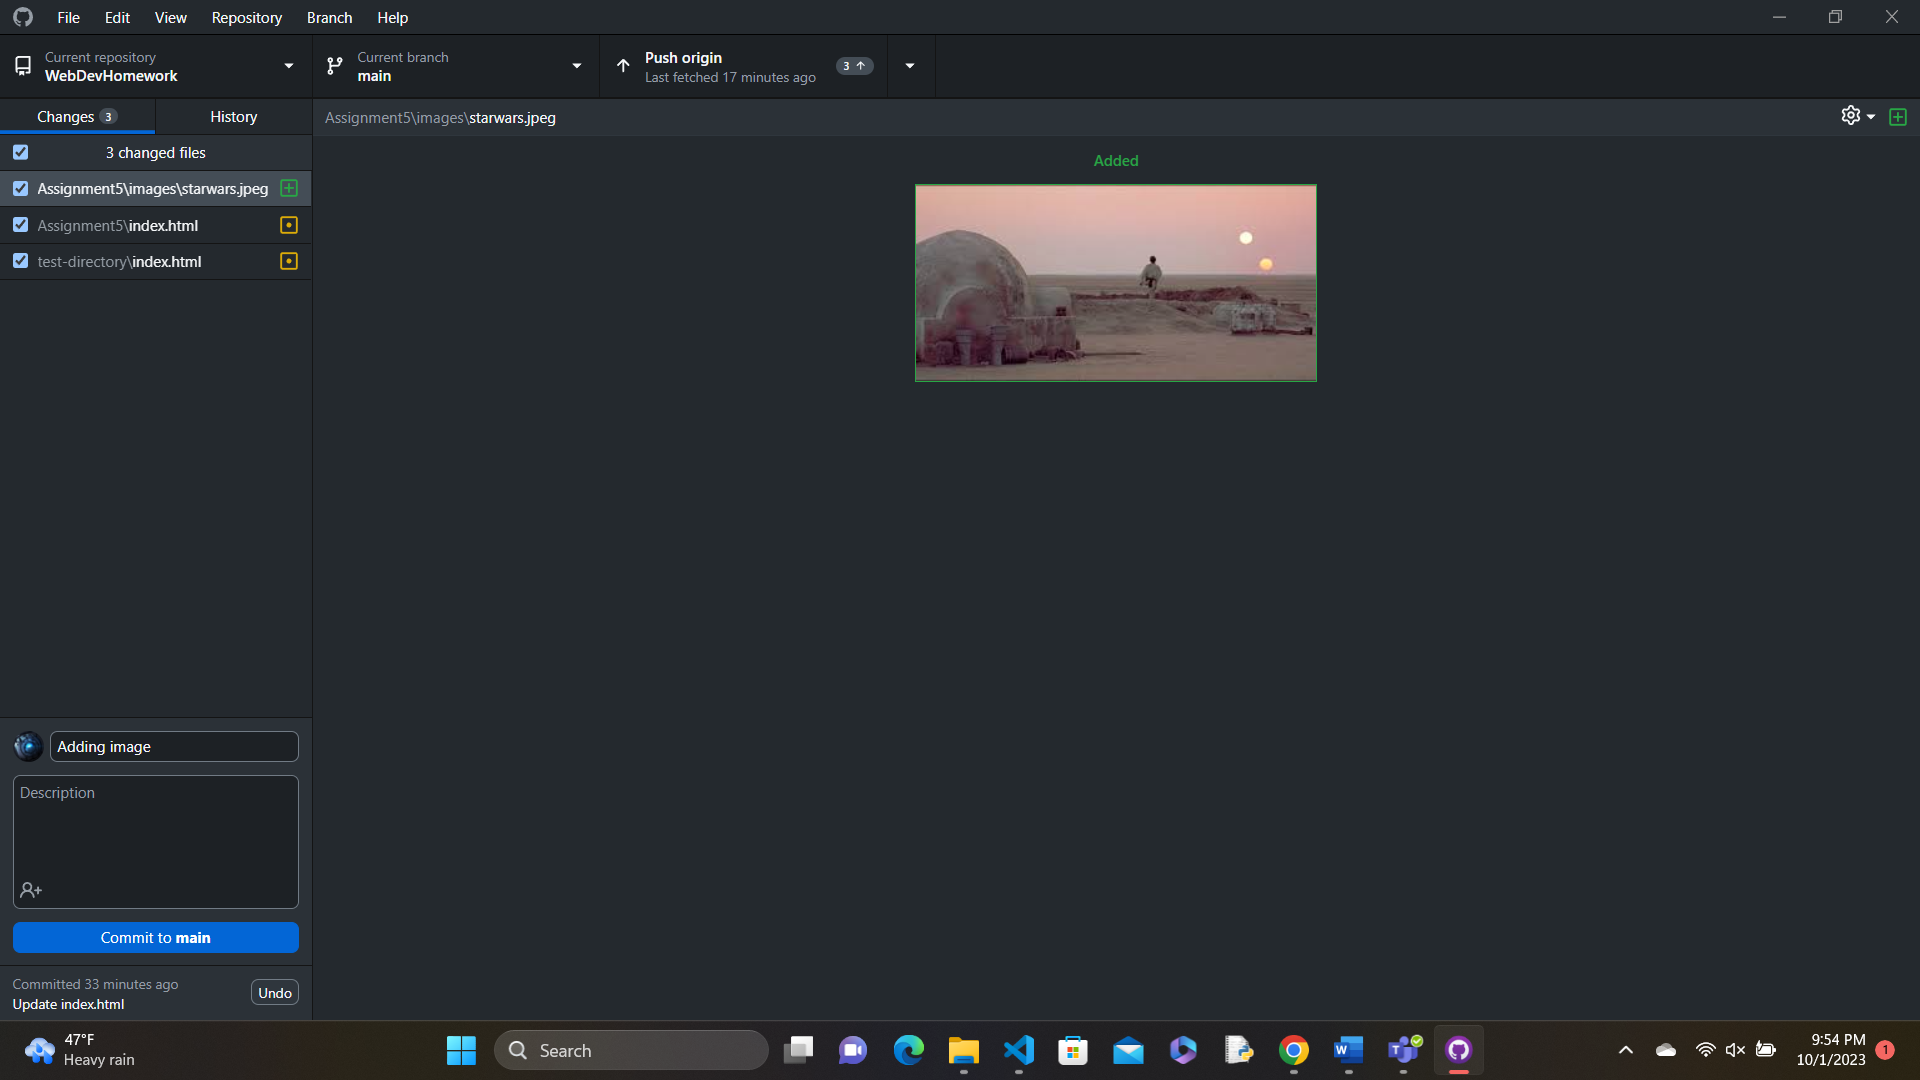 File Edit View Repository Branch Help
Current repository
WebDevHomework
Current branch
main
Push origin
Last fetched 17 minutes ago
3
Changes 3
History
Assignment5\images\starwars.jpeg
3 changed files
Added
Assignment5\images\starwars.jpeg
Assignment5\index.html
test-directory\index.html
Adding image
Description
Commit to main
Committed 33 minutes ago
Update index.html
Undo
47°F
Heavy rain
Search
9:54 PM
10/1/2023
1